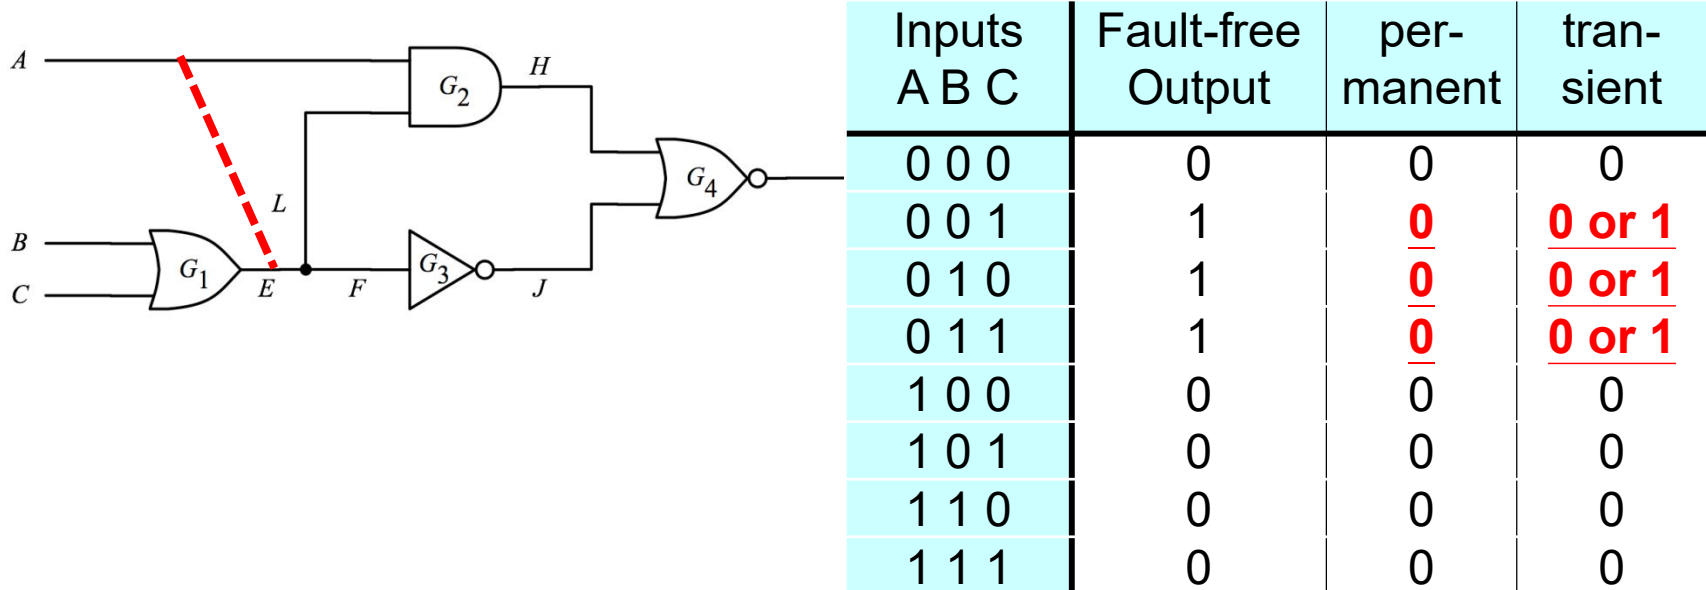 A
B
C
G1
E
L
F
G2
G3
H
J
G4
Inputs A B C | Fault-free Output | per-manent | tran-sient
0 0 0 | 0 | 0 | 0
0 0 1 | 1 | 0 | 0 or 1
0 1 0 | 1 | 0 | 0 or 1
0 1 1 | 1 | 0 | 0 or 1
1 0 0 | 0 | 0 | 0
1 0 1 | 0 | 0 | 0
1 1 0 | 0 | 0 | 0
1 1 1 | 0 | 0 | 0